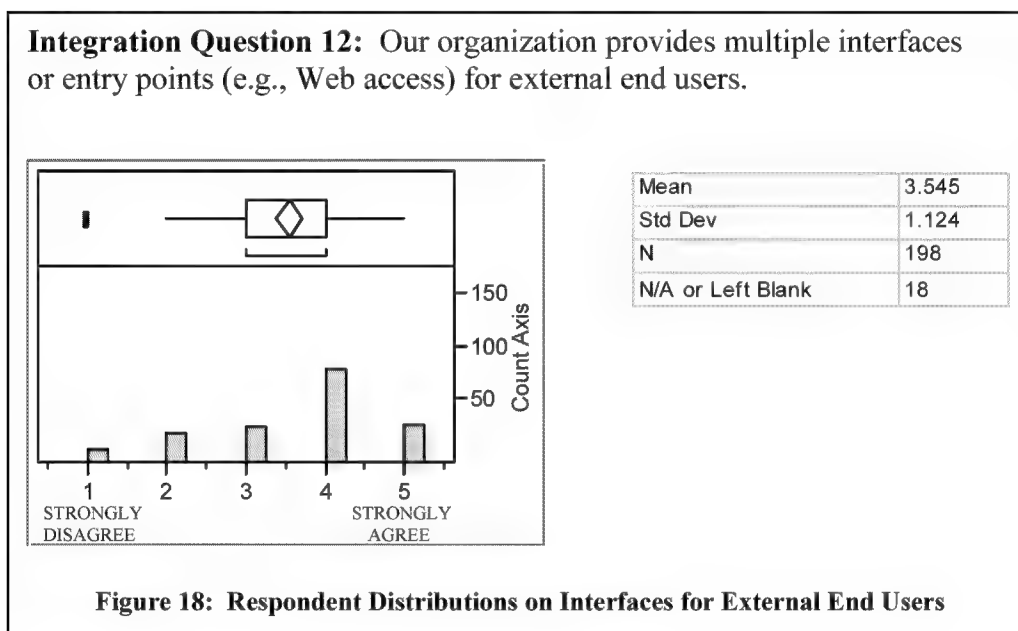 Integration Question 12: Our organization provides multiple interfaces
or entry points (e.g., Web access) for external end users.
150
100
50
Count Axis
1 2 3 4 5
STRONGLY DISAGREE
STRONGLY AGREE
Mean 3.545
Std Dev 1.124
N 198
N/A or Left Blank 18
Figure 18: Respondent Distributions on Interfaces for External End Users